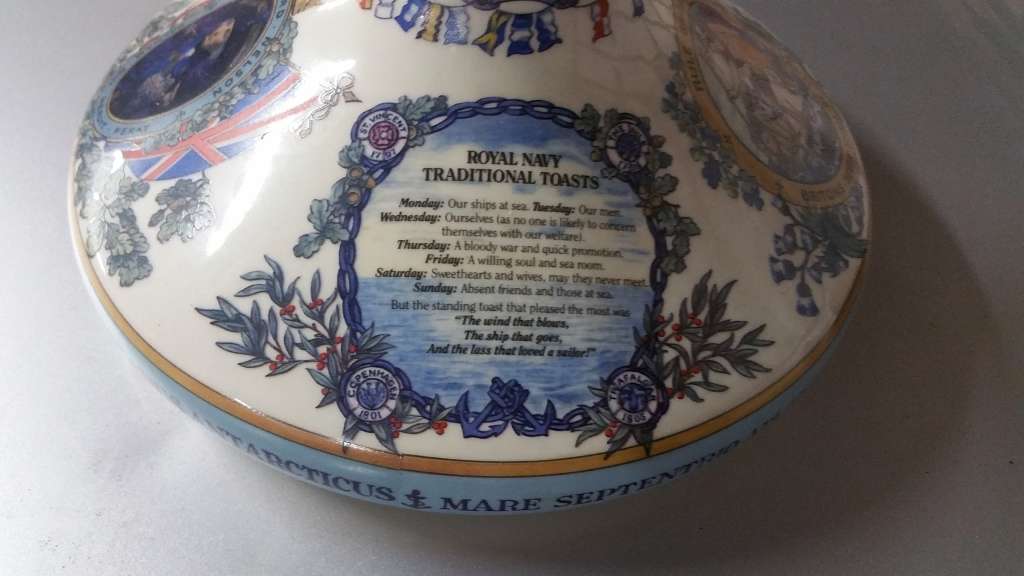 ST VINCENT
ROYAL NAVY
TRADITIONAL TOASTS
Monday: Our ships at sea. Tuesday: Our men.
Wednesday: Ourselves (as no one is likely to concern
themselves with our welfare).
Thursday: A bloody war and quick promotion.
Friday: A willing soul and sea room.
Saturday: Sweethearts and wives, may they never meet.
Sunday: Absent friends and those at sea.
But the standing toast that pleased the most was
"The wind that blows,
The ship that goes,
And the lass that loved a sailor!"
COPENHAGEN
1801
TRAFALGAR
1805
ANTARCTICUS MARE